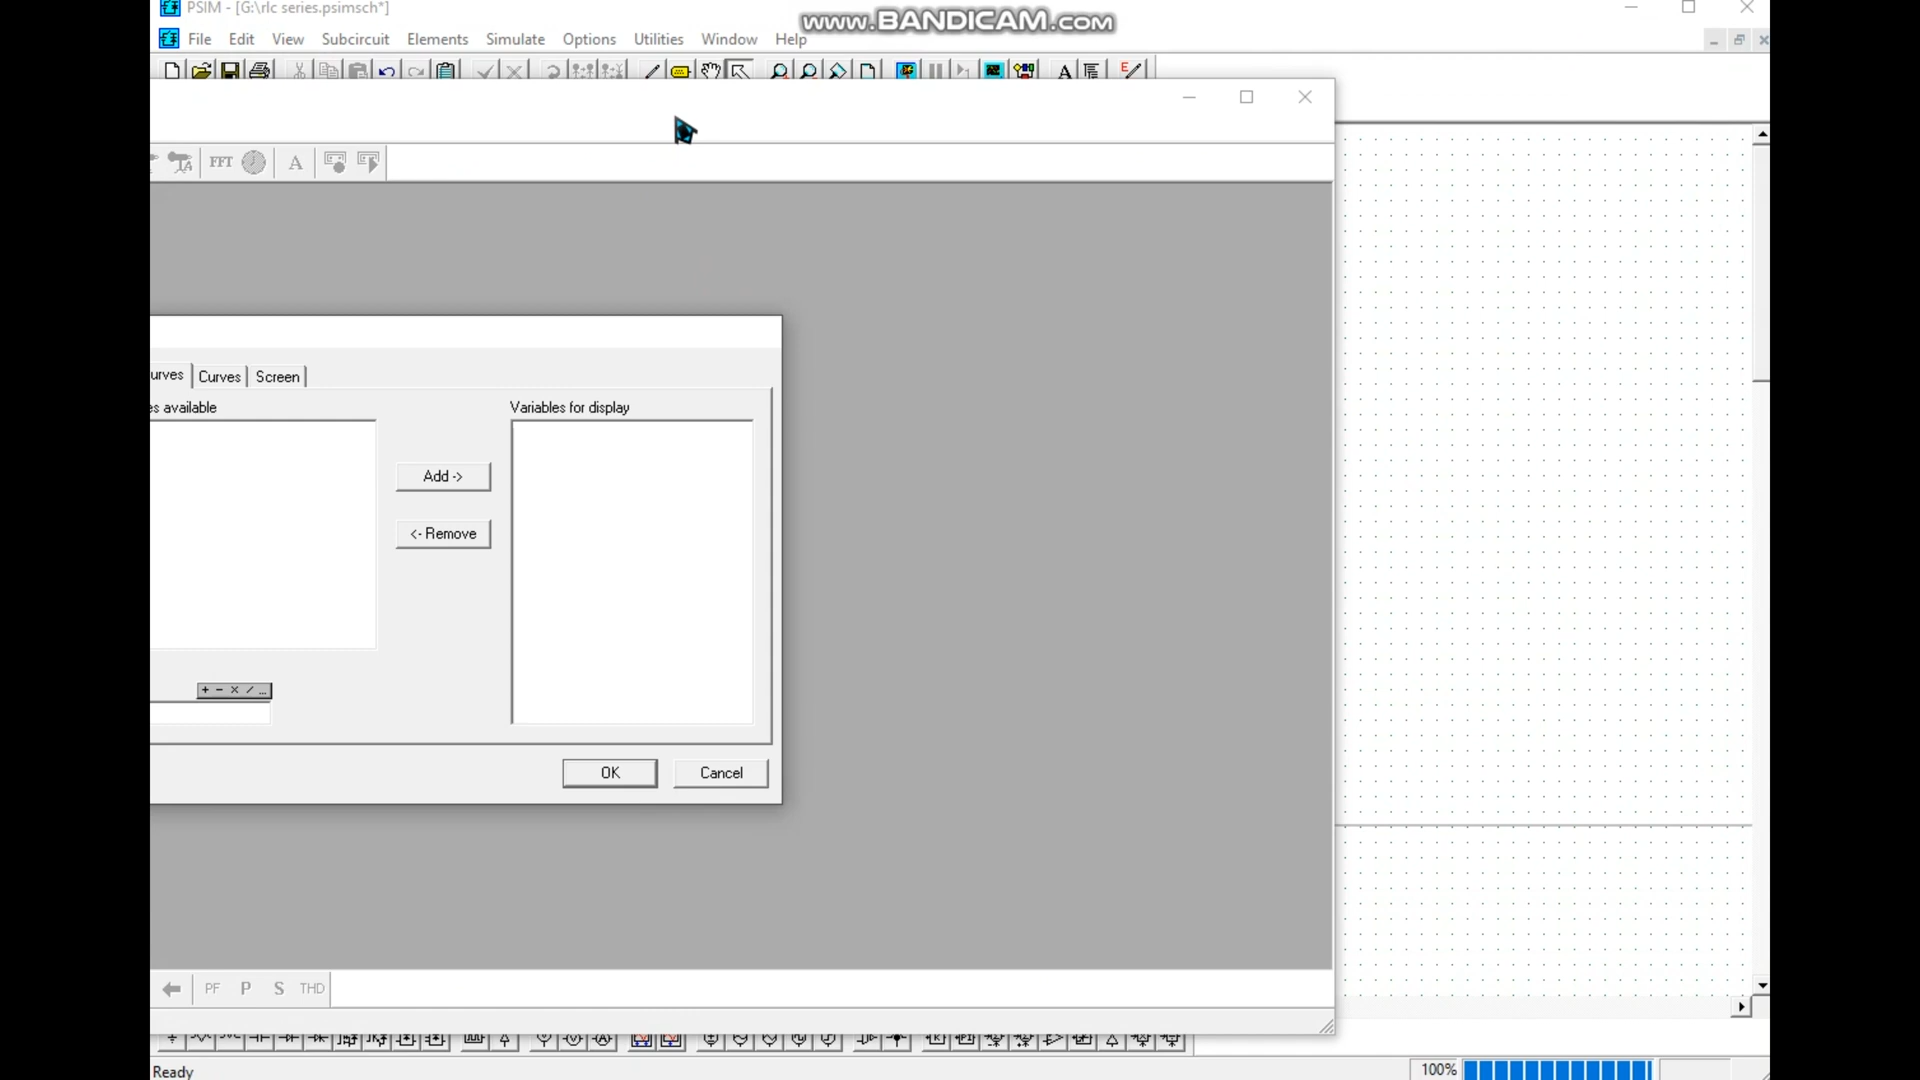 PSIM - [G:\rlc series.psimsch*]
www.BANDICAM.com
File Edit View Subcircuit Elements Simulate Options Utilities Window Help
FFT A
urves Curves Screen
es available
Variables for display
Add ->
<- Remove
+ - × / ...
OK Cancel
PF P S THD
Ready
100%